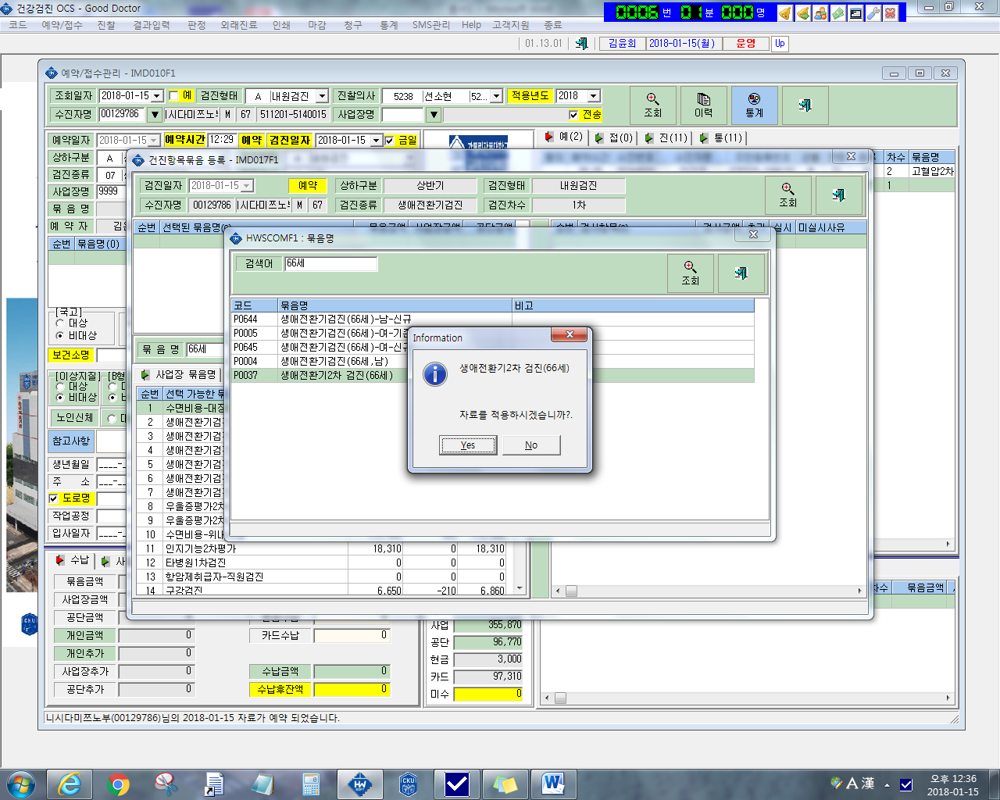 건강검진 OCS - Good Doctor
0006 번 01 분 000 명
코드 예약/접수 진찰 결과입력 판정 외래진료 인쇄 마감 청구 통계 SMS관리 Help 고객지원 종료
01.13.01 김윤희 2018-01-15(월) 운영 Up
예약/접수관리 - IMD010F1
조회일자 2018-01-15 예 검진형태 A 내원검진 진찰의사 5238 선소현 52... 적용년도 2018
수진자명 00129786 시다미쯔노 M 67 511201-5140015 사업장명 전송
조회 이력 통계
예약일자 2018-01-15 예약시간 12:29 예약 검진일자 2018-01-15 금일
예(2) 접(0) 진(11) 통(11)
상하구분 A
검진종류 07
사업장명 9999
묶 음 명
예 약 자
순번 묶음명(0)
차수 묶음명
2 고혈압2차
1
건진항목묶음 등록 - IMD017F1
검진일자 2018-01-15 예약 상하구분 상반기 검진형태 내원검진
수진자명 00129786 시다미쯔노 M 67 검진종류 생애전환기검진 검진차수 1차
조회
순번 선택된 묶음명
실시 미실시사유
HWSCOMF1 : 묶음명
검색어 66세
조회
코드 묶음명 비고
P0644 생애전환기검진(66세)-남-신규
P0005 생애전환기검진(66세)-여-기
P0645 생애전환기검진(66세)-여-신규
P0004 생애전환기검진(66세,남)
P0037 생애전환기2차 검진(66세)
Information
생애전환기2차 검진(66세)
자료를 적용하시겠습니까?.
Yes No
묶 음 명 66세
사업장 묶음명
순번 선택 가능한 묶
1 수면비용-대장
2 생애전환기검
3 생애전환기검
4 생애전환기검
5 생애전환기검
6 생애전환기검
7 생애전환기검
8 우울증평가2차
9 우울증평가2차
10 수면비용-위내
11 인지기능2차평가 18,310 0 18,310
12 타병원1차검진 0 0 0
13 항암제취급자-직원검진 0 0 0
14 구강검진 6,650 -210 6,860
[국고]
대상
비대상
보건소명
[이상지질] [B형
대상
비대상
노인신체
참고사항
생년월일
주 소
도로명
작업공정
입사일자
수납
묶음금액
사업장금액
공단금액
개인금액 0
개인추가 0
사업장추가 0
공단추가 0
카드수납 0
수납금액 0
수납후잔액 0
사업 355,870
공단 96,770
현금 3,000
카드 97,310
미수 0
차수 묶음금액
니시다미쯔노부(00129786)님의 2018-01-15 자료가 예약 되었습니다.
CKU
A 漢
오후 12:36
2018-01-15